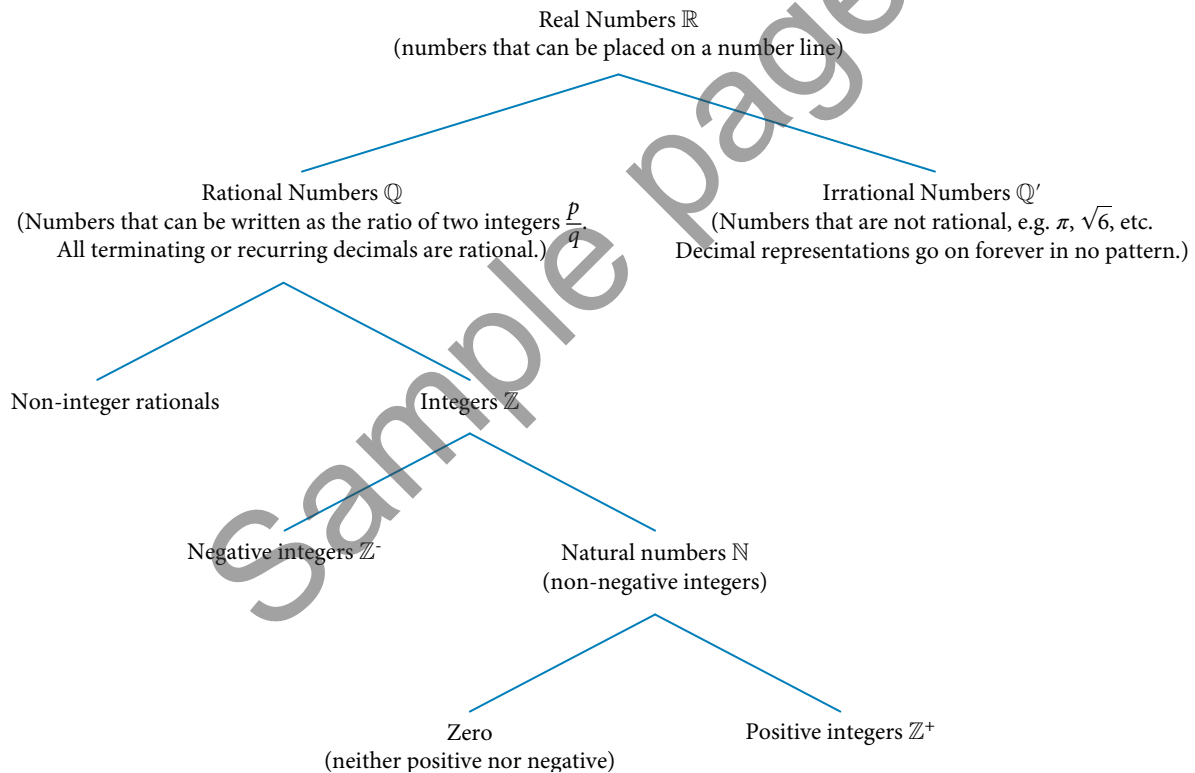 Real Numbers ℝ
(numbers that can be placed on a number line)
Rational Numbers ℚ
(Numbers that can be written as the ratio of two integers p/q.
All terminating or recurring decimals are rational.)
Irrational Numbers ℚ′
(Numbers that are not rational, e.g. π, √6, etc.
Decimal representations go on forever in no pattern.)
Non-integer rationals
Integers ℤ
Negative integers ℤ⁻
Natural numbers ℕ
(non-negative integers)
Zero
(neither positive nor negative)
Positive integers ℤ⁺
Sample page